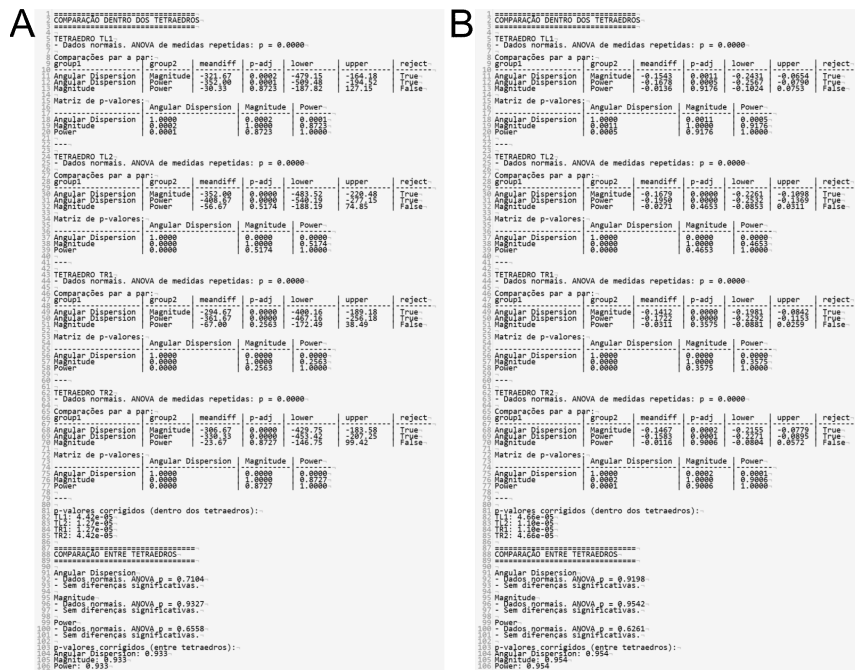 A
==============================
COMPARAÇÃO DENTRO DOS TETRAEDROS
==============================
TETRAEDRO TL1
- Dados normais. ANOVA de medidas repetidas: p = 0.0000
Comparações par a par:
group1 | group2 | meandiff | p-adj | lower | upper | reject
Angular Dispersion | Magnitude | -321.67 | 0.0002 | -479.15 | -164.18 | True
Angular Dispersion | Power | -352.00 | 0.0001 | -509.48 | -194.52 | True
Magnitude | Power | -30.33 | 0.8723 | -187.82 | 127.15 | False
Matriz de p-valores:
| Angular Dispersion | Magnitude | Power
Angular Dispersion | 1.0000 | 0.0002 | 0.0001
Magnitude | 0.0002 | 1.0000 | 0.8723
Power | 0.0001 | 0.8723 | 1.0000
---
TETRAEDRO TL2
- Dados normais. ANOVA de medidas repetidas: p = 0.0000
Comparações par a par:
group1 | group2 | meandiff | p-adj | lower | upper | reject
Angular Dispersion | Magnitude | -352.00 | 0.0000 | -483.52 | -220.48 | True
Angular Dispersion | Power | -408.67 | 0.0000 | -540.19 | -277.15 | True
Magnitude | Power | -56.67 | 0.5174 | -188.19 | 74.85 | False
Matriz de p-valores:
| Angular Dispersion | Magnitude | Power
Angular Dispersion | 1.0000 | 0.0000 | 0.0000
Magnitude | 0.0000 | 1.0000 | 0.5174
Power | 0.0000 | 0.5174 | 1.0000
---
TETRAEDRO TR1
- Dados normais. ANOVA de medidas repetidas: p = 0.0000
Comparações par a par:
group1 | group2 | meandiff | p-adj | lower | upper | reject
Angular Dispersion | Magnitude | -294.67 | 0.0000 | -400.16 | -189.18 | True
Angular Dispersion | Power | -361.67 | 0.0000 | -467.16 | -256.18 | True
Magnitude | Power | -67.00 | 0.2563 | -172.49 | 38.49 | False
Matriz de p-valores:
| Angular Dispersion | Magnitude | Power
Angular Dispersion | 1.0000 | 0.0000 | 0.0000
Magnitude | 0.0000 | 1.0000 | 0.2563
Power | 0.0000 | 0.2563 | 1.0000
---
TETRAEDRO TR2
- Dados normais. ANOVA de medidas repetidas: p = 0.0000
Comparações par a par:
group1 | group2 | meandiff | p-adj | lower | upper | reject
Angular Dispersion | Magnitude | -306.67 | 0.0000 | -429.75 | -183.58 | True
Angular Dispersion | Power | -330.33 | 0.0000 | -453.42 | -207.25 | True
Magnitude | Power | -23.67 | 0.8727 | -146.75 | 99.42 | False
Matriz de p-valores:
| Angular Dispersion | Magnitude | Power
Angular Dispersion | 1.0000 | 0.0000 | 0.0000
Magnitude | 0.0000 | 1.0000 | 0.8727
Power | 0.0000 | 0.8727 | 1.0000
---
p-valores corrigidos (dentro dos tetraedros):
TL1: 4.42e-05
TL2: 1.27e-05
TR1: 1.27e-05
TR2: 4.42e-05
==============================
COMPARAÇÃO ENTRE TETRAEDROS
==============================
Angular Dispersion
- Dados normais. ANOVA p = 0.7104
- Sem diferenças significativas.
Magnitude
- Dados normais. ANOVA p = 0.9327
- Sem diferenças significativas.
Power
- Dados normais. ANOVA p = 0.6558
- Sem diferenças significativas.
p-valores corrigidos (entre tetraedros):
Angular Dispersion: 0.933
Magnitude: 0.933
Power: 0.933
B
==============================
COMPARAÇÃO DENTRO DOS TETRAEDROS
==============================
TETRAEDRO TL1
- Dados normais. ANOVA de medidas repetidas: p = 0.0000
Comparações par a par:
group1 | group2 | meandiff | p-adj | lower | upper | reject
Angular Dispersion | Magnitude | -0.1543 | 0.0011 | -0.2431 | -0.0654 | True
Angular Dispersion | Power | -0.1678 | 0.0005 | -0.2567 | -0.0790 | True
Magnitude | Power | -0.0136 | 0.9176 | -0.1024 | 0.0753 | False
Matriz de p-valores:
| Angular Dispersion | Magnitude | Power
Angular Dispersion | 1.0000 | 0.0011 | 0.0005
Magnitude | 0.0011 | 1.0000 | 0.9176
Power | 0.0005 | 0.9176 | 1.0000
---
TETRAEDRO TL2
- Dados normais. ANOVA de medidas repetidas: p = 0.0000
Comparações par a par:
group1 | group2 | meandiff | p-adj | lower | upper | reject
Angular Dispersion | Magnitude | -0.1679 | 0.0000 | -0.2261 | -0.1098 | True
Angular Dispersion | Power | -0.1950 | 0.0000 | -0.2532 | -0.1369 | True
Magnitude | Power | -0.0271 | 0.4653 | -0.0853 | 0.0311 | False
Matriz de p-valores:
| Angular Dispersion | Magnitude | Power
Angular Dispersion | 1.0000 | 0.0000 | 0.0000
Magnitude | 0.0000 | 1.0000 | 0.4653
Power | 0.0000 | 0.4653 | 1.0000
---
TETRAEDRO TR1
- Dados normais. ANOVA de medidas repetidas: p = 0.0000
Comparações par a par:
group1 | group2 | meandiff | p-adj | lower | upper | reject
Angular Dispersion | Magnitude | -0.1412 | 0.0000 | -0.1981 | -0.0842 | True
Angular Dispersion | Power | -0.1722 | 0.0000 | -0.2292 | -0.1153 | True
Magnitude | Power | -0.0311 | 0.3575 | -0.0881 | 0.0259 | False
Matriz de p-valores:
| Angular Dispersion | Magnitude | Power
Angular Dispersion | 1.0000 | 0.0000 | 0.0000
Magnitude | 0.0000 | 1.0000 | 0.3575
Power | 0.0000 | 0.3575 | 1.0000
---
TETRAEDRO TR2
- Dados normais. ANOVA de medidas repetidas: p = 0.0000
Comparações par a par:
group1 | group2 | meandiff | p-adj | lower | upper | reject
Angular Dispersion | Magnitude | -0.1467 | 0.0002 | -0.2155 | -0.0779 | True
Angular Dispersion | Power | -0.1583 | 0.0001 | -0.2271 | -0.0895 | True
Magnitude | Power | -0.0116 | 0.9006 | -0.0804 | 0.0572 | False
Matriz de p-valores:
| Angular Dispersion | Magnitude | Power
Angular Dispersion | 1.0000 | 0.0002 | 0.0001
Magnitude | 0.0002 | 1.0000 | 0.9006
Power | 0.0001 | 0.9006 | 1.0000
---
p-valores corrigidos (dentro dos tetraedros):
TL1: 4.66e-05
TL2: 1.10e-05
TR1: 1.10e-05
TR2: 4.66e-05
==============================
COMPARAÇÃO ENTRE TETRAEDROS
==============================
Angular Dispersion
- Dados normais. ANOVA p = 0.9198
- Sem diferenças significativas.
Magnitude
- Dados normais. ANOVA p = 0.9542
- Sem diferenças significativas.
Power
- Dados normais. ANOVA p = 0.6261
- Sem diferenças significativas.
p-valores corrigidos (entre tetraedros):
Angular Dispersion: 0.954
Magnitude: 0.954
Power: 0.954